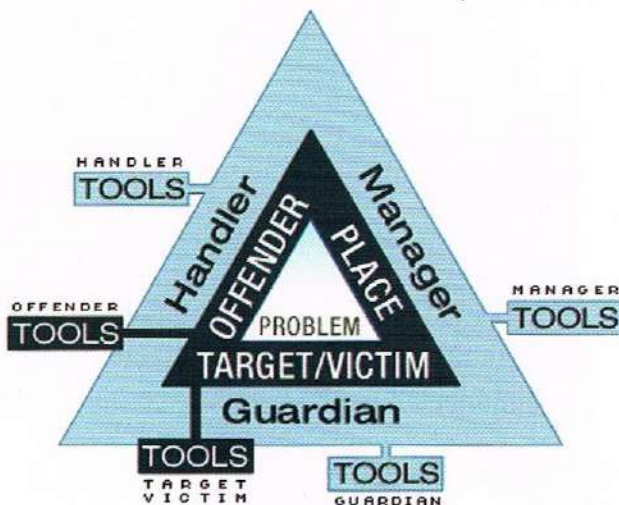 HANDLER
TOOLS
Handler
Manager
OFFENDER
PLACE
OFFENDER
TOOLS
MANAGER
TOOLS
PROBLEM
TARGET/VICTIM
Guardian
TOOLS
TARGET
VICTIM
TOOLS
GUARDIAN